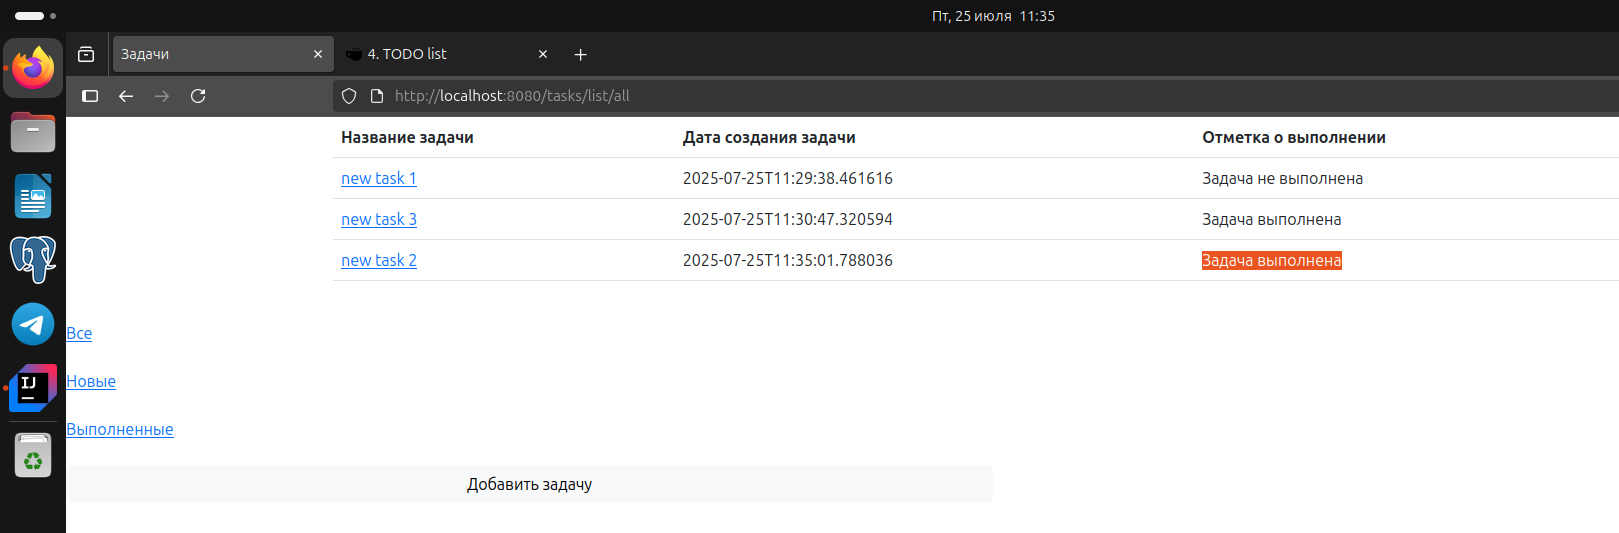 Пт, 25 июля 11:35
Задачи
4. TODO list
http://localhost:8080/tasks/list/all
Название задачи Дата создания задачи Отметка о выполнении
new task 1 2025-07-25T11:29:38.461616 Задача не выполнена
new task 3 2025-07-25T11:30:47.320594 Задача выполнена
new task 2 2025-07-25T11:35:01.788036 Задача выполнена
Все
Новые
IJ
Выполненные
Добавить задачу